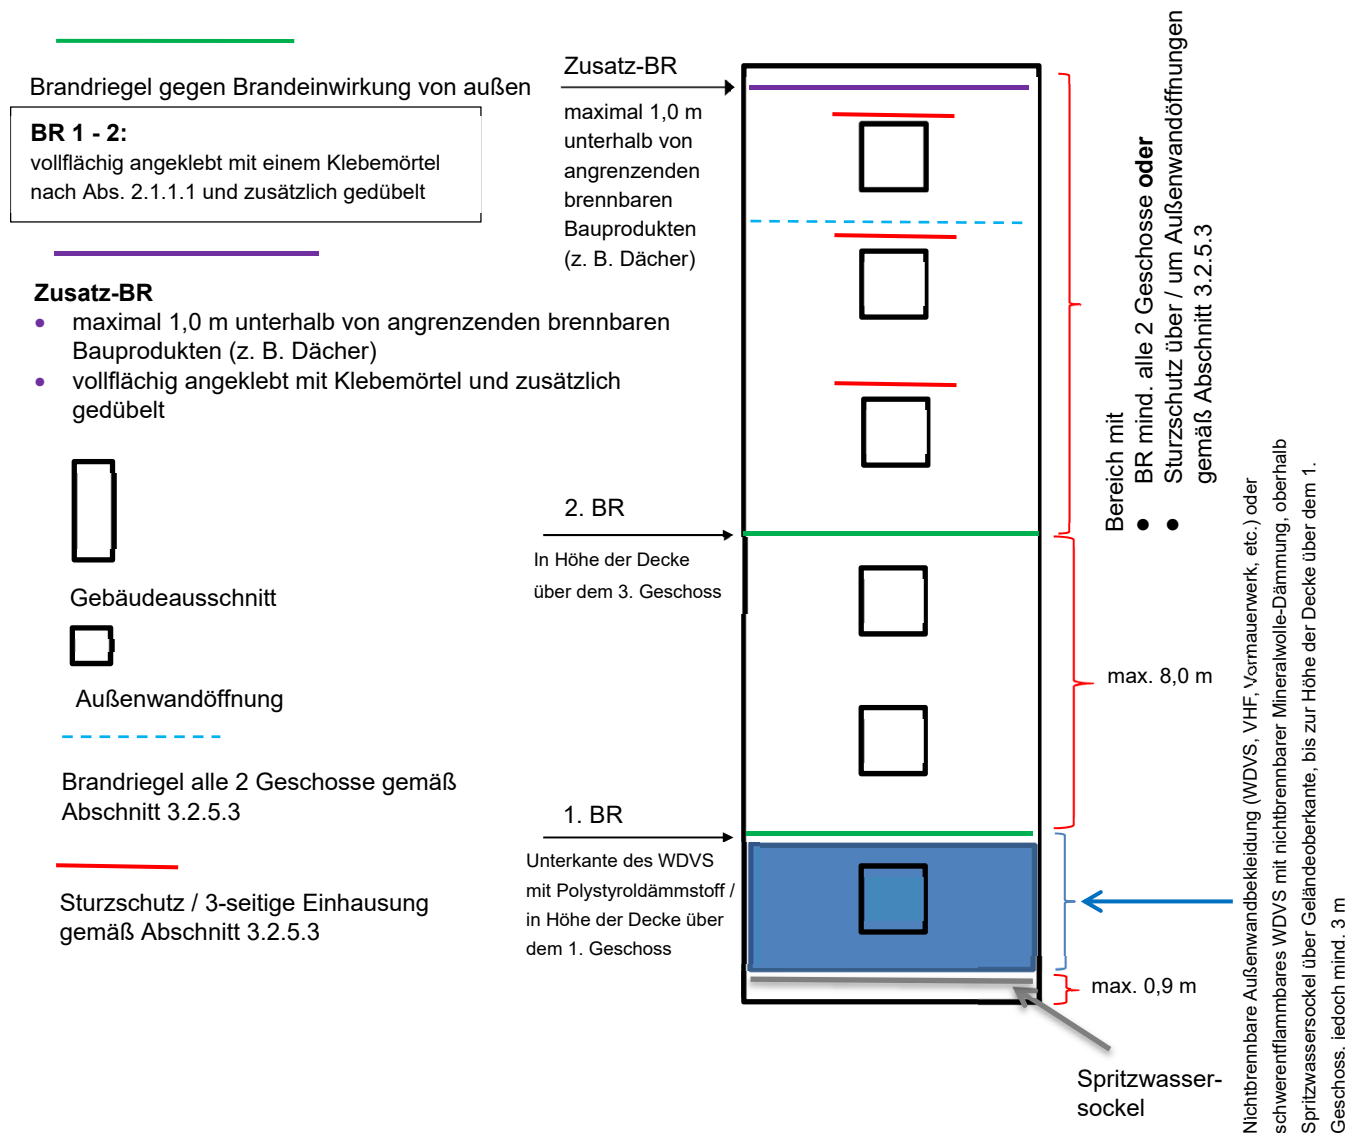 Brandriegel gegen Brandeinwirkung von außen
BR 1 - 2:
vollflächig angeklebt mit einem Klebemörtel
nach Abs. 2.1.1.1 und zusätzlich gedübelt
Zusatz-BR
• maximal 1,0 m unterhalb von angrenzenden brennbaren
Bauprodukten (z. B. Dächer)
• vollflächig angeklebt mit Klebemörtel und zusätzlich
gedübelt
Gebäudeausschnitt
Außenwandöffnung
Brandriegel alle 2 Geschosse gemäß
Abschnitt 3.2.5.3
Sturzschutz / 3-seitige Einhausung
gemäß Abschnitt 3.2.5.3
Zusatz-BR
maximal 1,0 m
unterhalb von
angrenzenden
brennbaren
Bauprodukten
(z. B. Dächer)
2. BR
In Höhe der Decke
über dem 3. Geschoss
1. BR
Unterkante des WDVS
mit Polystyroldämmstoff /
in Höhe der Decke über
dem 1. Geschoss
Bereich mit
● BR mind. alle 2 Geschosse oder
● Sturzschutz über / um Außenwandöffnungen
gemäß Abschnitt 3.2.5.3
max. 8,0 m
max. 0,9 m
Spritzwasser-
sockel
Nichtbrennbare Außenwandbekleidung (WDVS, VHF, Vormauerwerk, etc.) oder
schwerentflammbares WDVS mit nichtbrennbarer Mineralwolle-Dämmung, oberhalb
Spritzwassersockel über Geländeoberkante, bis zur Höhe der Decke über dem 1.
Geschoss, jedoch mind. 3 m